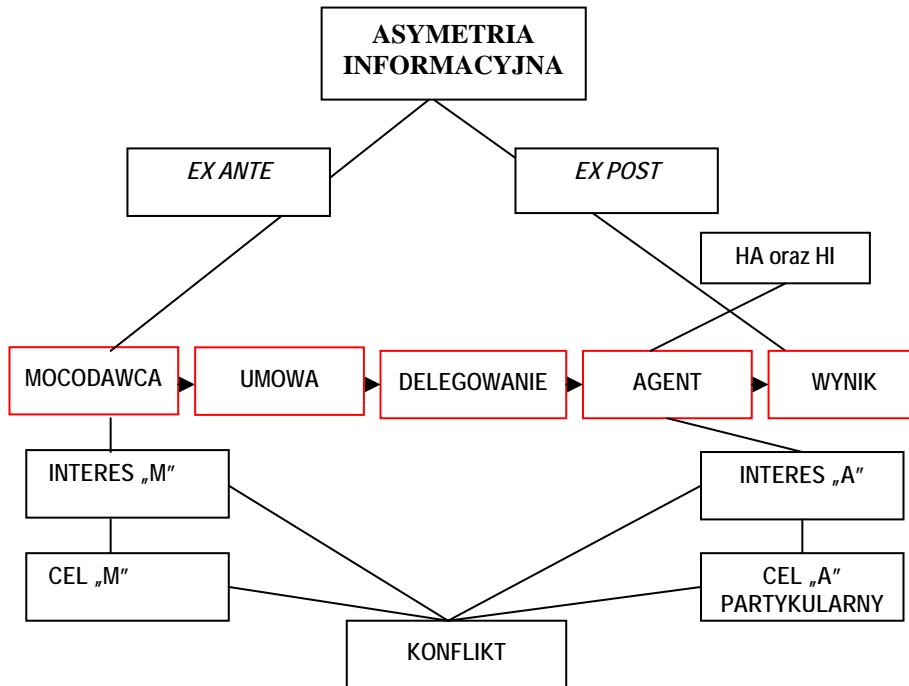 ASYMETRIA
INFORMACYJNA
EX ANTE
EX POST
HA oraz HI
MOCODAWCA
UMOWA
DELEGOWANIE
AGENT
WYNIK
INTERES „M”
INTERES „A”
CEL „M”
CEL „A”
PARTYKULARNY
KONFLIKT